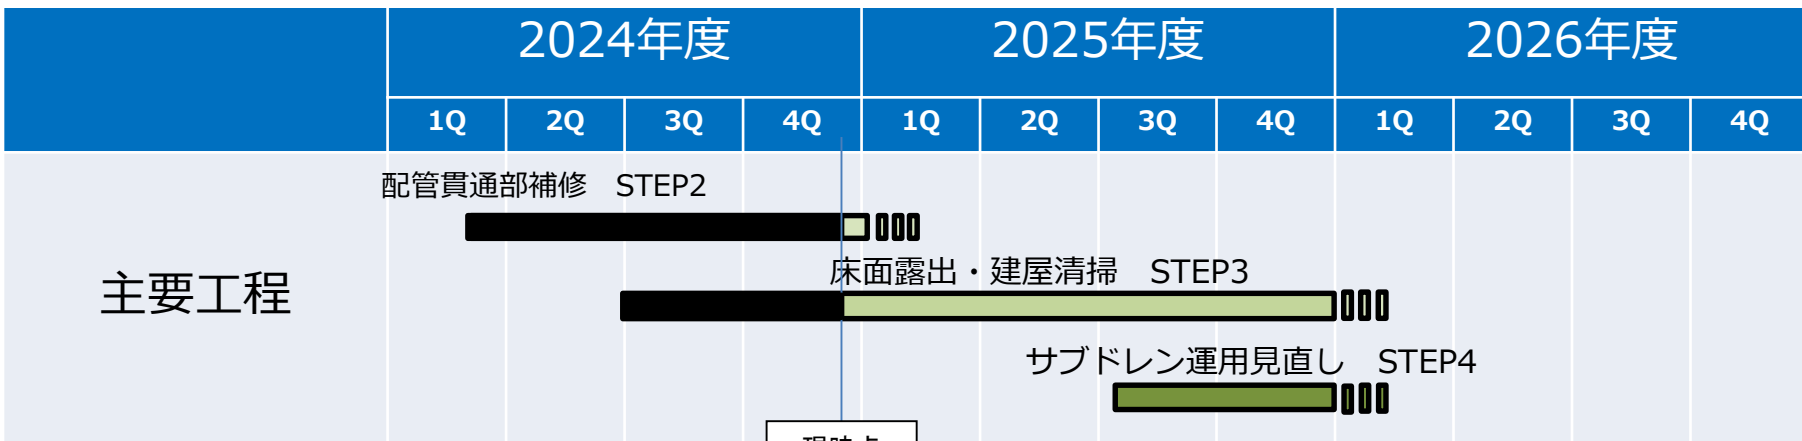 2024年度 2025年度 2026年度
1Q 2Q 3Q 4Q 1Q 2Q 3Q 4Q 1Q 2Q 3Q 4Q
配管貫通部補修　STEP2
床面露出・建屋清掃　STEP3
主要工程
サブドレン運用見直し　STEP4
現時点